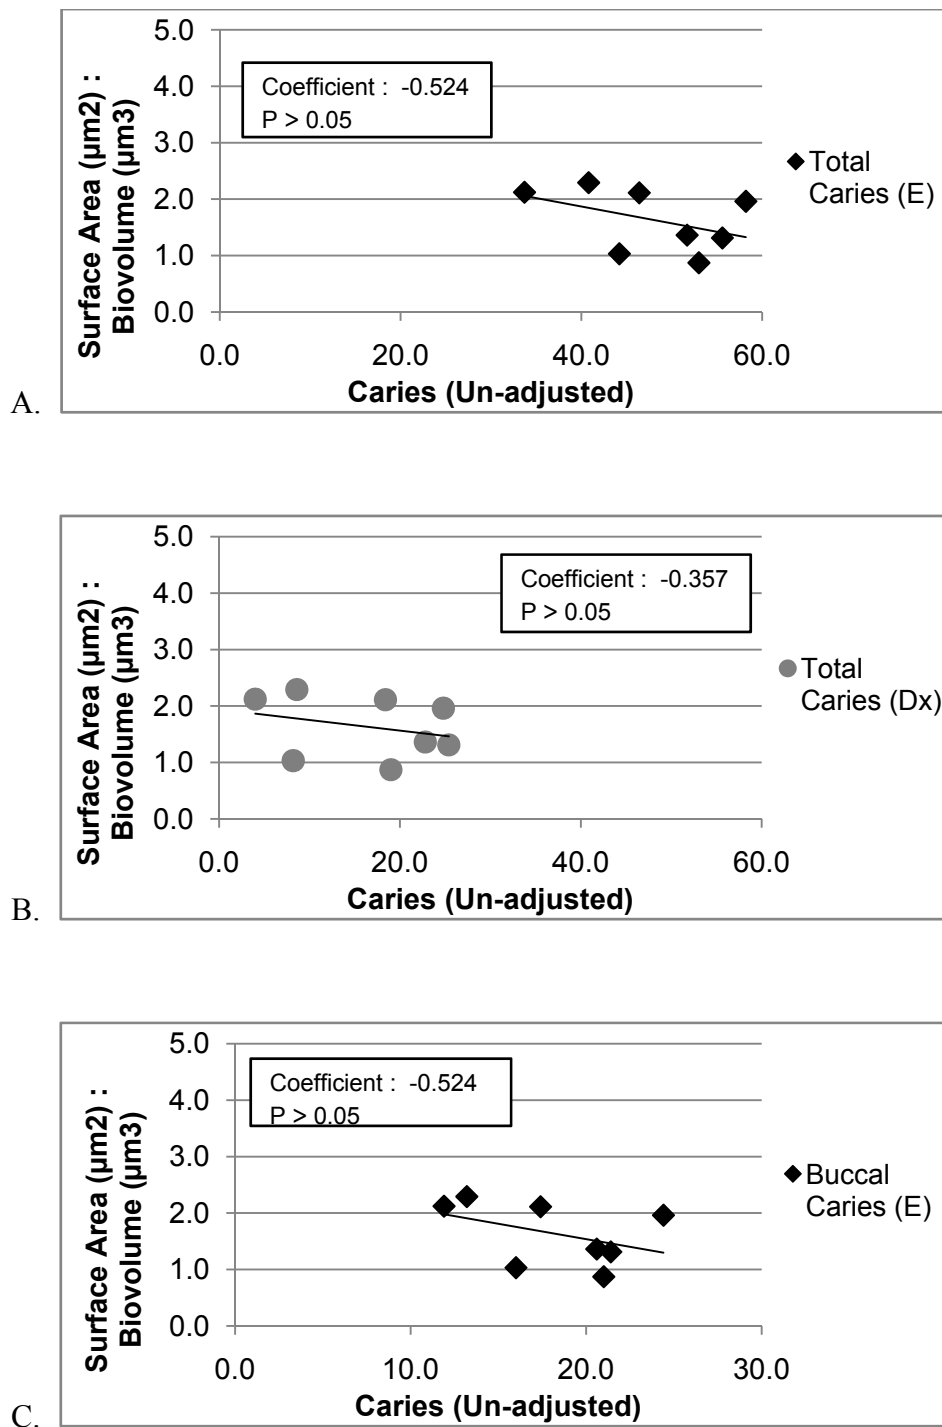 5.0
4.0
3.0
2.0
1.0
0.0
Surface Area (µm2) :
Biovolume (µm3)
Coefficient : -0.524
P > 0.05
Total
Caries (E)
0.0 20.0 40.0 60.0
Caries (Un-adjusted)
A.
5.0
4.0
3.0
2.0
1.0
0.0
Surface Area (µm2) :
Biovolume (µm3)
Coefficient : -0.357
P > 0.05
Total
Caries (Dx)
0.0 20.0 40.0 60.0
Caries (Un-adjusted)
B.
5.0
4.0
3.0
2.0
1.0
0.0
Surface Area (µm2) :
Biovolume (µm3)
Coefficient : -0.524
P > 0.05
Buccal
Caries (E)
0.0 10.0 20.0 30.0
Caries (Un-adjusted)
C.